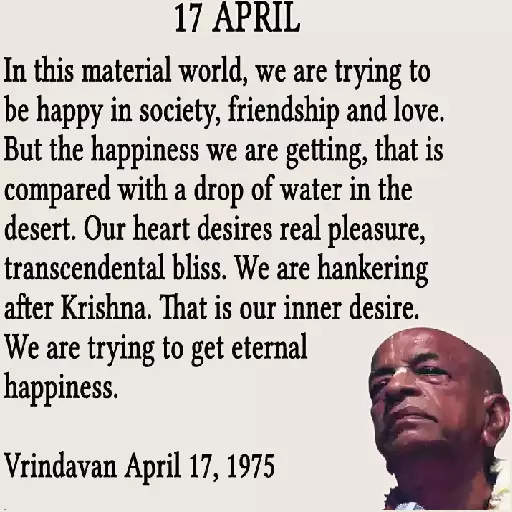 17 APRIL
In this material world, we are trying to
be happy in society, friendship and love.
But the happiness we are getting, that is
compared with a drop of water in the
desert. Our heart desires real pleasure,
transcendental bliss. We are hankering
after Krishna. That is our inner desire.
We are trying to get eternal
happiness.
Vrindavan April 17, 1975